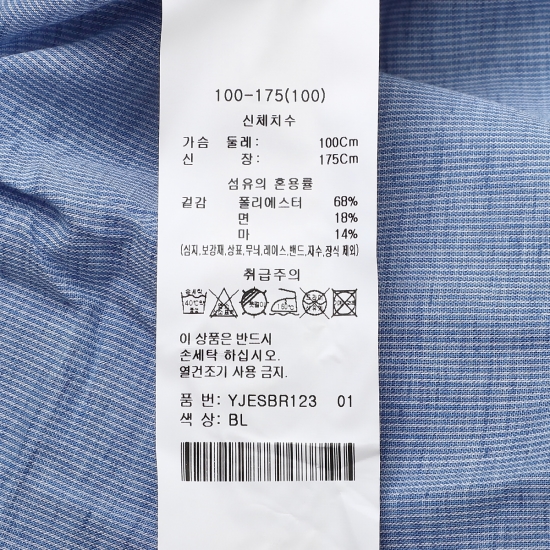 100-175(100)
신체치수
가슴 둘레: 100Cm
신 장: 175Cm
섬유의 혼용률
겉감 폴리에스터 68%
면 18%
마 14%
(심지,보강재,상표,무늬,레이스,밴드,자수,장식 제외)
취급주의
40℃
이 상품은 반드시
손세탁 하십시오.
열건조기 사용 금지.
품 번: YJESBR123 01
색 상: BL